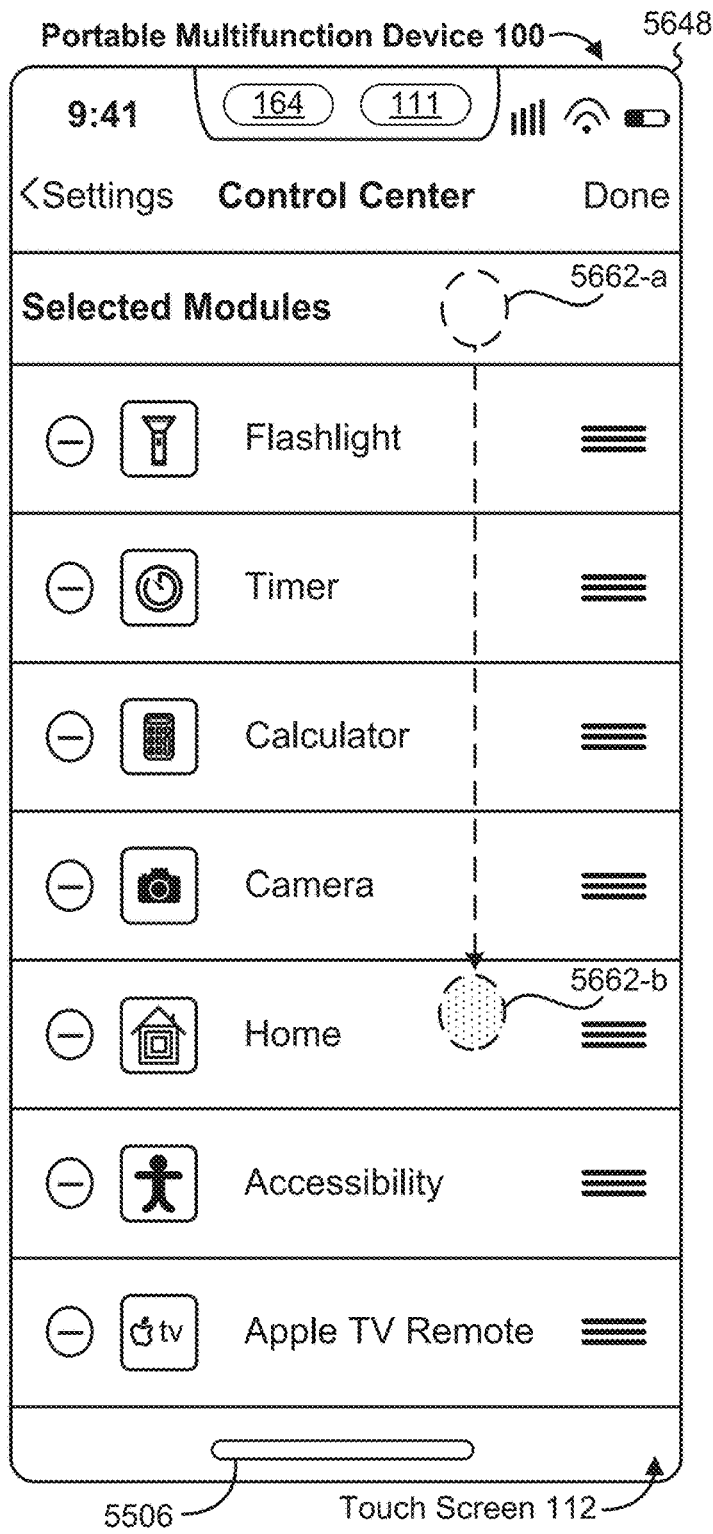 Portable Multifunction Device 100
5648
9:41
164
111
<Settings Control Center Done
Selected Modules
5662-a
Flashlight
Timer
Calculator
Camera
5662-b
Home
Accessibility
tv Apple TV Remote
5506
Touch Screen 112